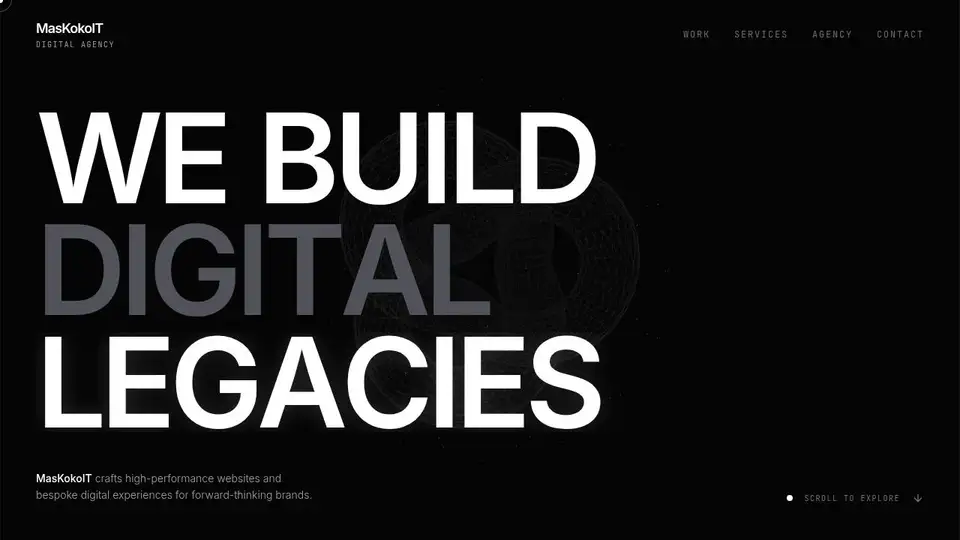 MasKokoIT
DIGITAL AGENCY
WORK SERVICES AGENCY CONTACT
WE BUILD
DIGITAL
LEGACIES
MasKokoIT crafts high-performance websites and
bespoke digital experiences for forward-thinking brands.
SCROLL TO EXPLORE ↓